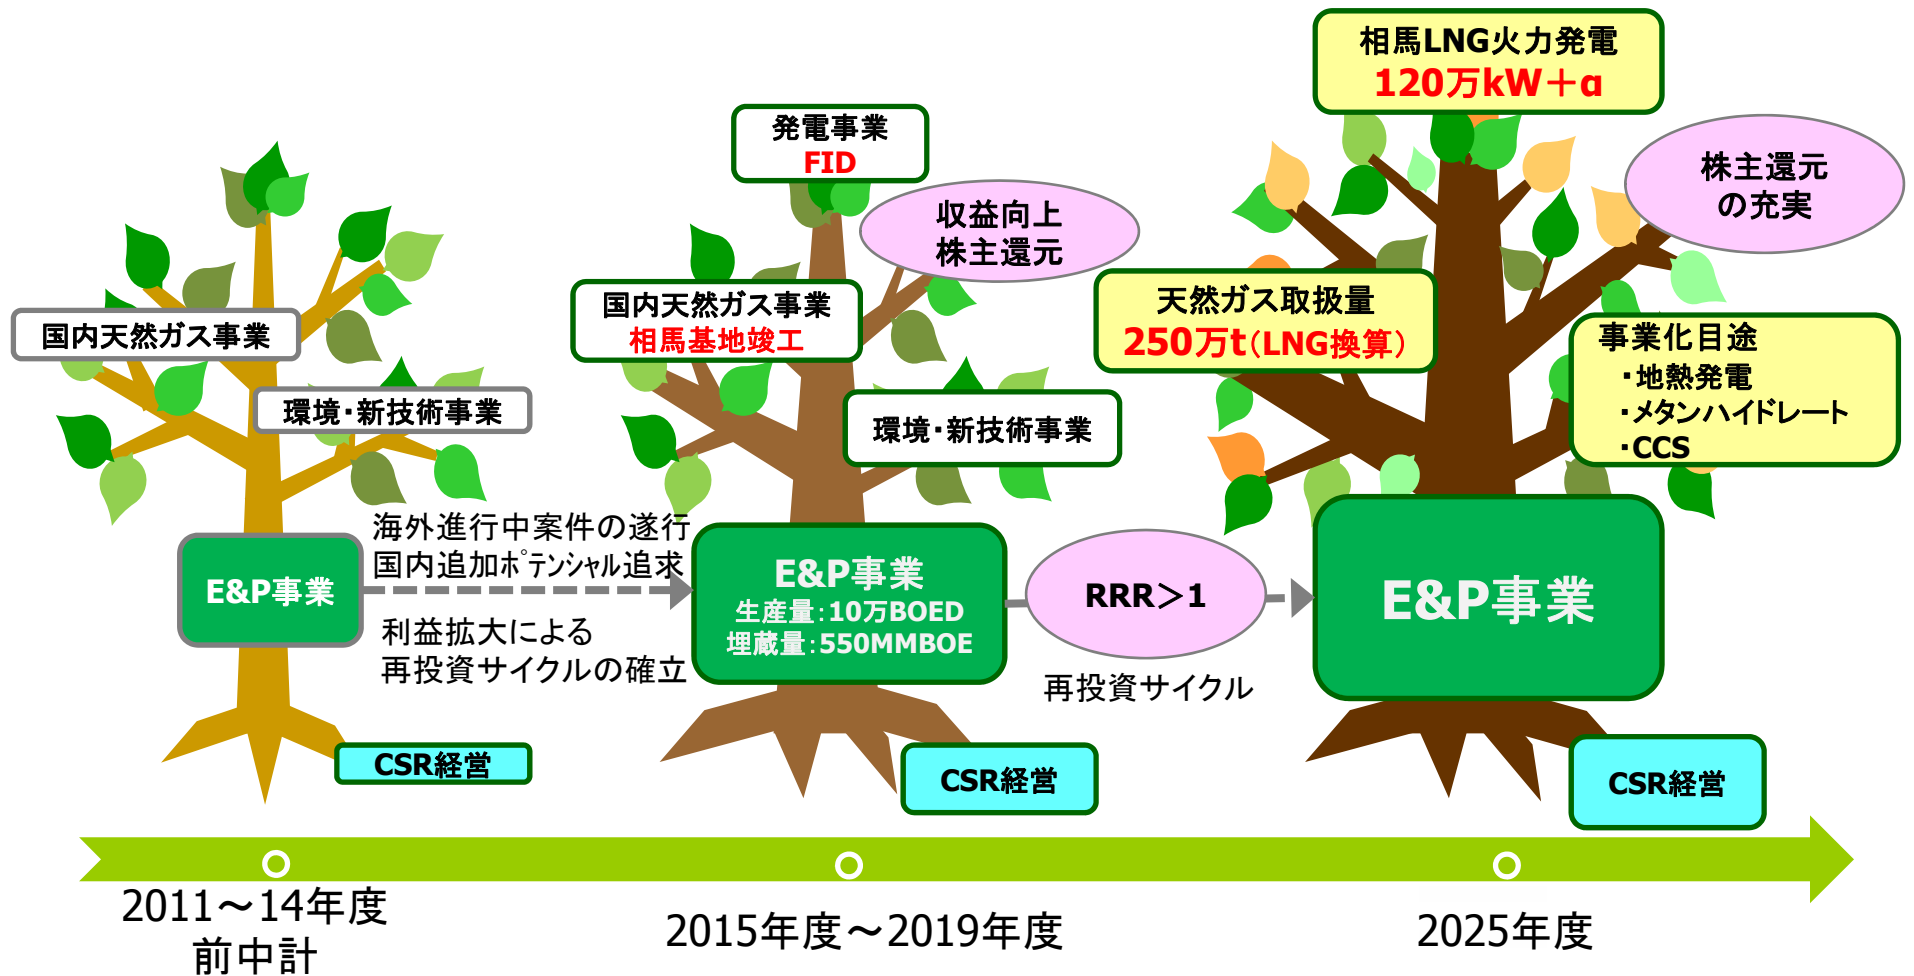 国内天然ガス事業
環境・新技術事業
E&P事業
CSR経営
海外進行中案件の遂行
国内追加ﾎﾟﾃﾝｼｬﾙ追求
利益拡大による
再投資サイクルの確立
発電事業
FID
収益向上
株主還元
国内天然ガス事業
相馬基地竣工
環境・新技術事業
E&P事業
生産量：10万BOED
埋蔵量：550MMBOE
CSR経営
RRR＞1
再投資サイクル
相馬LNG火力発電
120万kW＋α
株主還元
の充実
天然ガス取扱量
250万t（LNG換算）
事業化目途
・地熱発電
・メタンハイドレート
・CCS
E&P事業
CSR経営
2011～14年度
前中計
2015年度～2019年度
2025年度